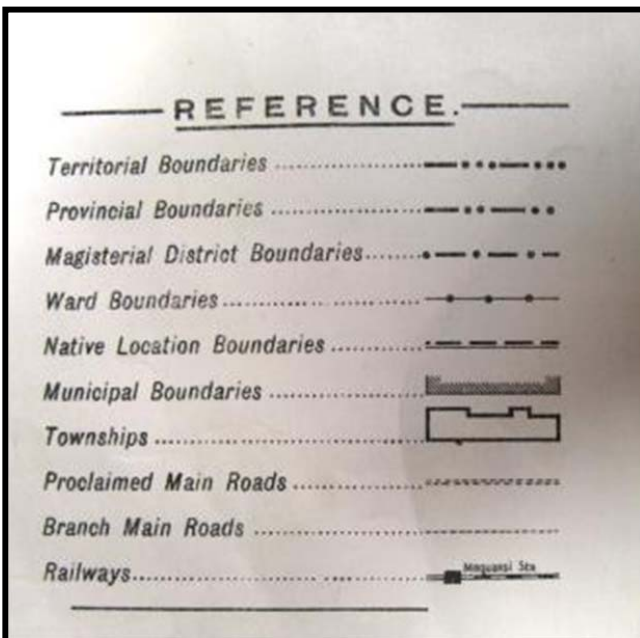 REFERENCE.
Territorial Boundaries
Provincial Boundaries
Magisterial District Boundaries
Ward Boundaries
Native Location Boundaries
Municipal Boundaries
Townships
Proclaimed Main Roads
Branch Main Roads
Railways